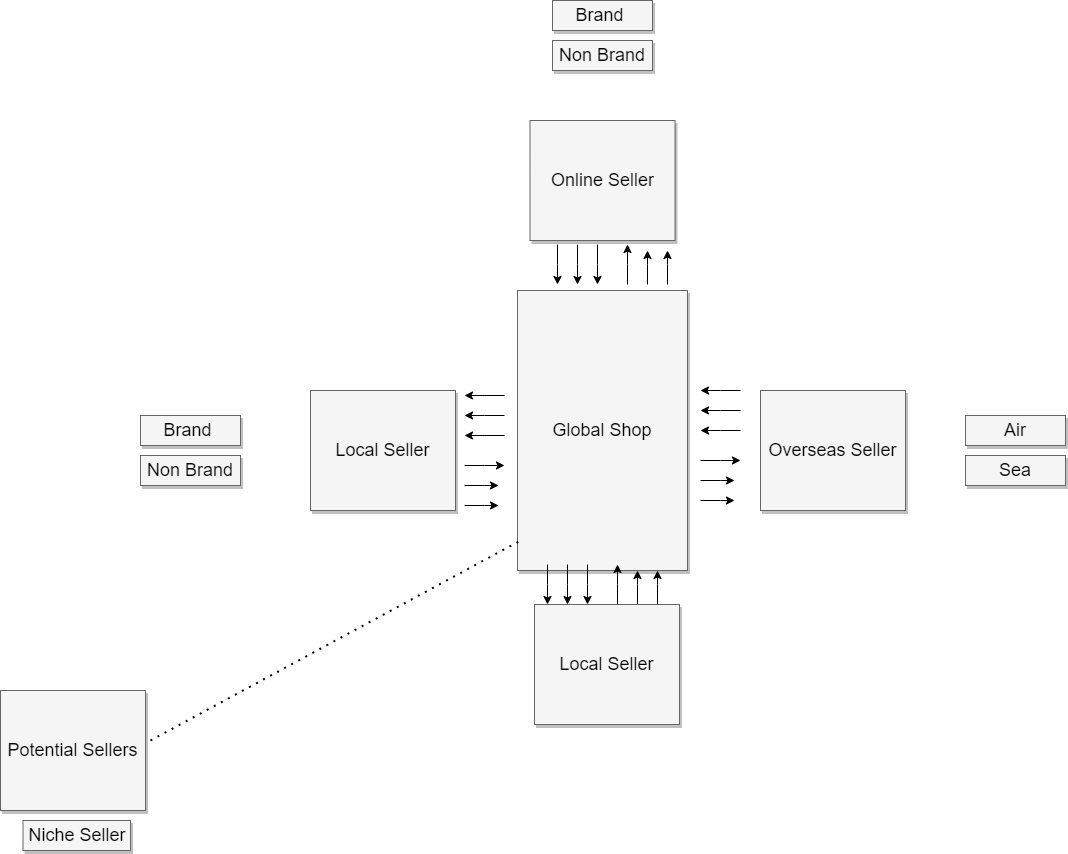 Brand
Non Brand
Online Seller
Global Shop
Brand
Non Brand
Local Seller
Overseas Seller
Air
Sea
Local Seller
Potential Sellers
Niche Seller